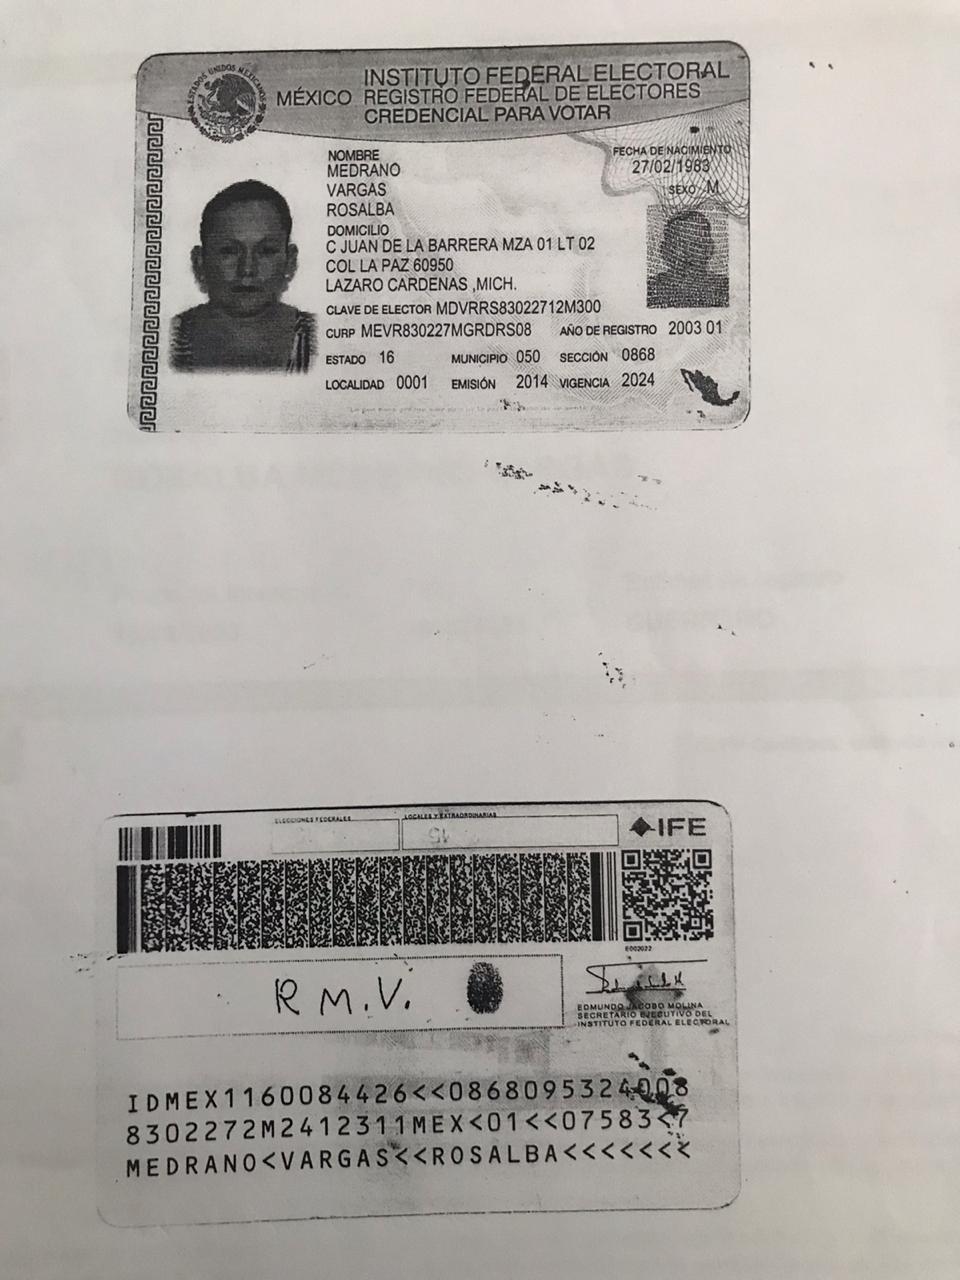 ESTADOS UNIDOS MEXICANOS
MÉXICO
INSTITUTO FEDERAL ELECTORAL
REGISTRO FEDERAL DE ELECTORES
CREDENCIAL PARA VOTAR
NOMBRE
MEDRANO
VARGAS
ROSALBA
FECHA DE NACIMIENTO
27/02/1983
SEXO M
DOMICILIO
C JUAN DE LA BARRERA MZA 01 LT 02
COL LA PAZ 60950
LAZARO CARDENAS ,MICH.
CLAVE DE ELECTOR MDVRRS83022712M300
CURP MEVR830227MGRDRS08 AÑO DE REGISTRO 2003 01
ESTADO 16 MUNICIPIO 050 SECCIÓN 0868
LOCALIDAD 0001 EMISIÓN 2014 VIGENCIA 2024
ELECCIONES FEDERALES LOCALES Y EXTRAORDINARIAS
15
IFE
E002022
R M.V.
EDMUNDO JACOBO MOLINA
SECRETARIO EJECUTIVO DEL
INSTITUTO FEDERAL ELECTORAL
IDMEX1160084426<<0868095324008
8302272M2412311MEX<01<<07583<7
MEDRANO<VARGAS<<ROSALBA<<<<<<<